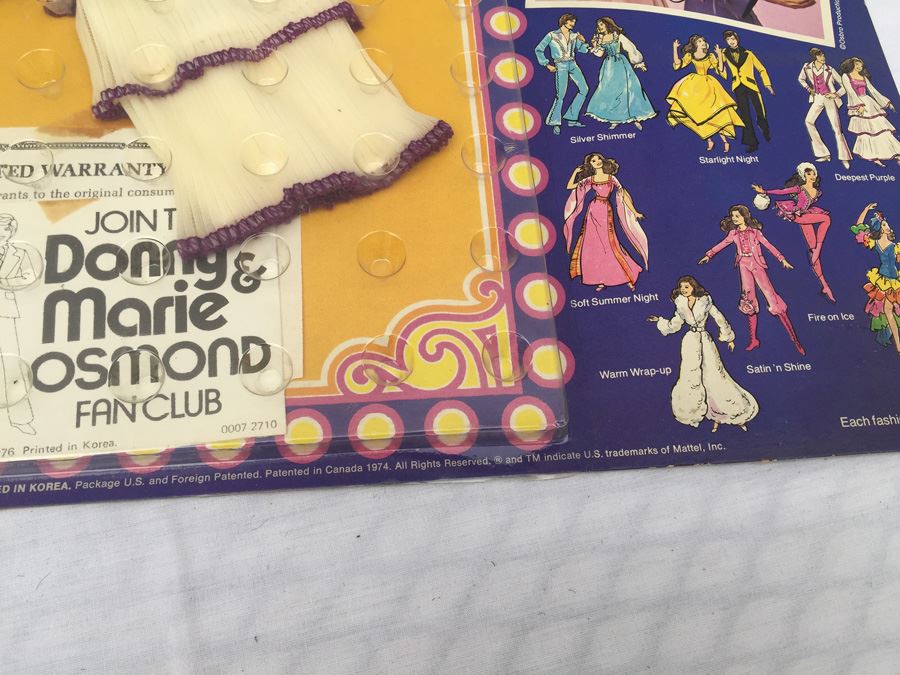 TED WARRANTY
rants to the original consum
JOIN T
Donny &
Marie
OSMOND
FAN CLUB
0007 2710
76 Printed in Korea.
ED IN KOREA. Package U.S. and Foreign Patented. Patented in Canada 1974. All Rights Reserved. ® and TM indicate U.S. trademarks of Mattel, Inc.
©Osbro Produc
Silver Shimmer
Starlight Night
Deepest Purple
Soft Summer Night
Fire on Ice
Warm Wrap-up
Satin 'n Shine
Each fashi